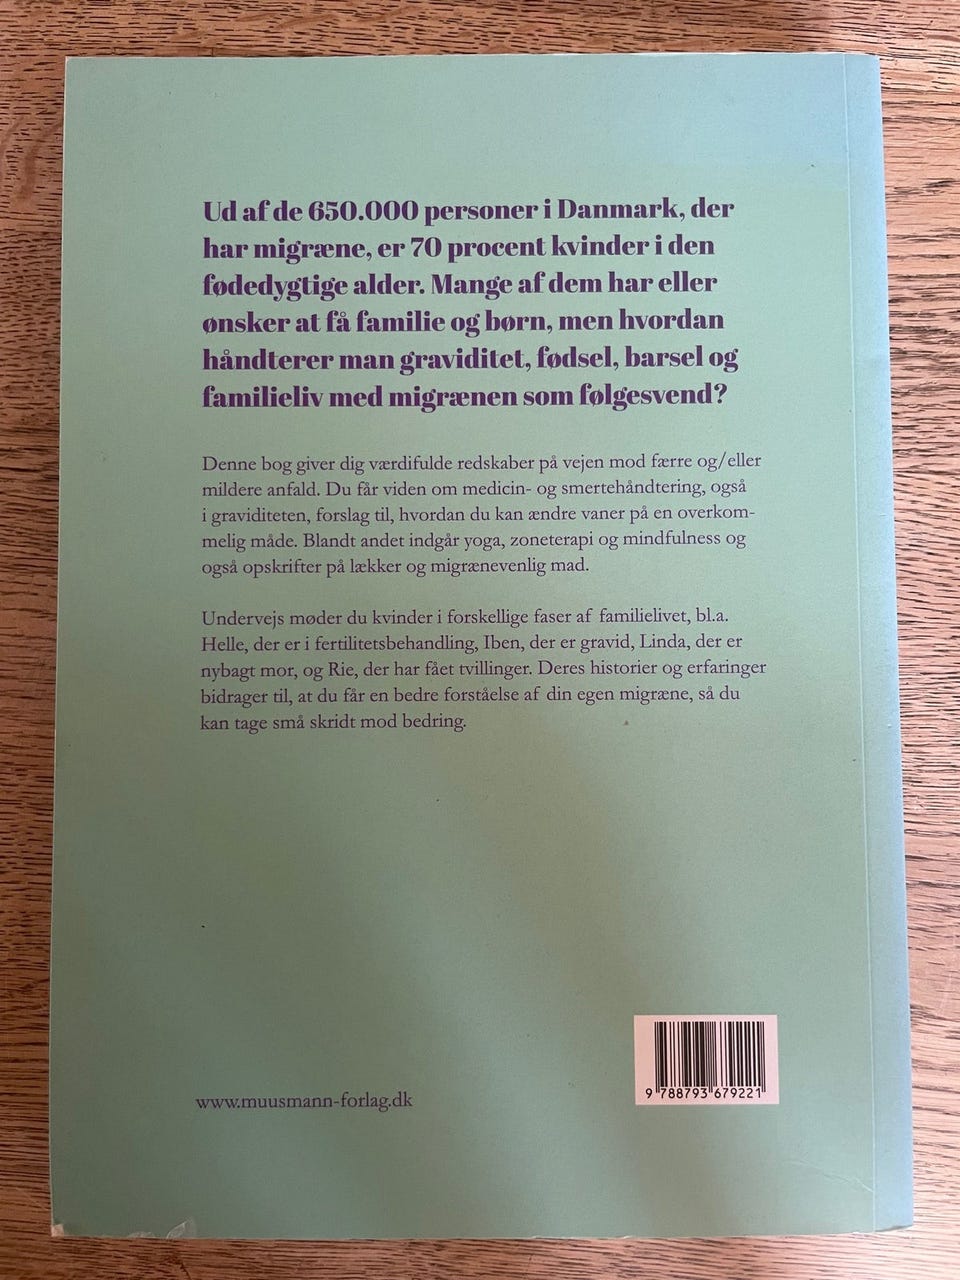 Ud af de 650.000 personer i Danmark, der
har migræne, er 70 procent kvinder i den
fødedygtige alder. Mange af dem har eller
ønsker at få familie og børn, men hvordan
håndterer man graviditet, fødsel, barsel og
familieliv med migrænen som følgesvend?
Denne bog giver dig værdifulde redskaber på vejen mod færre og/eller
mildere anfald. Du får viden om medicin- og smertehåndtering, også
i graviditeten, forslag til, hvordan du kan ændre vaner på en overkom-
melig måde. Blandt andet indgår yoga, zoneterapi og mindfulness og
også opskrifter på lækker og migrænevenlig mad.
Undervejs møder du kvinder i forskellige faser af familielivet, bl.a.
Helle, der er i fertilitetsbehandling, Iben, der er gravid, Linda, der er
nybagt mor, og Rie, der har fået tvillinger. Deres historier og erfaringer
bidrager til, at du får en bedre forståelse af din egen migræne, så du
kan tage små skridt mod bedring.
www.muusmann-forlag.dk
9 788793 679221